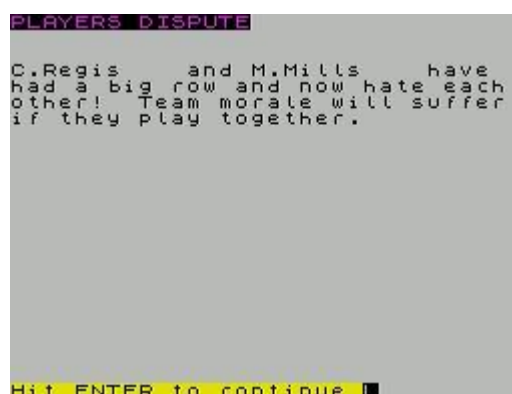 PLAYERS DISPUTE
C.Regis and M.Mills have
had a big row and now hate each
other! Team morale will suffer
if they play together.
Hit ENTER to continue L